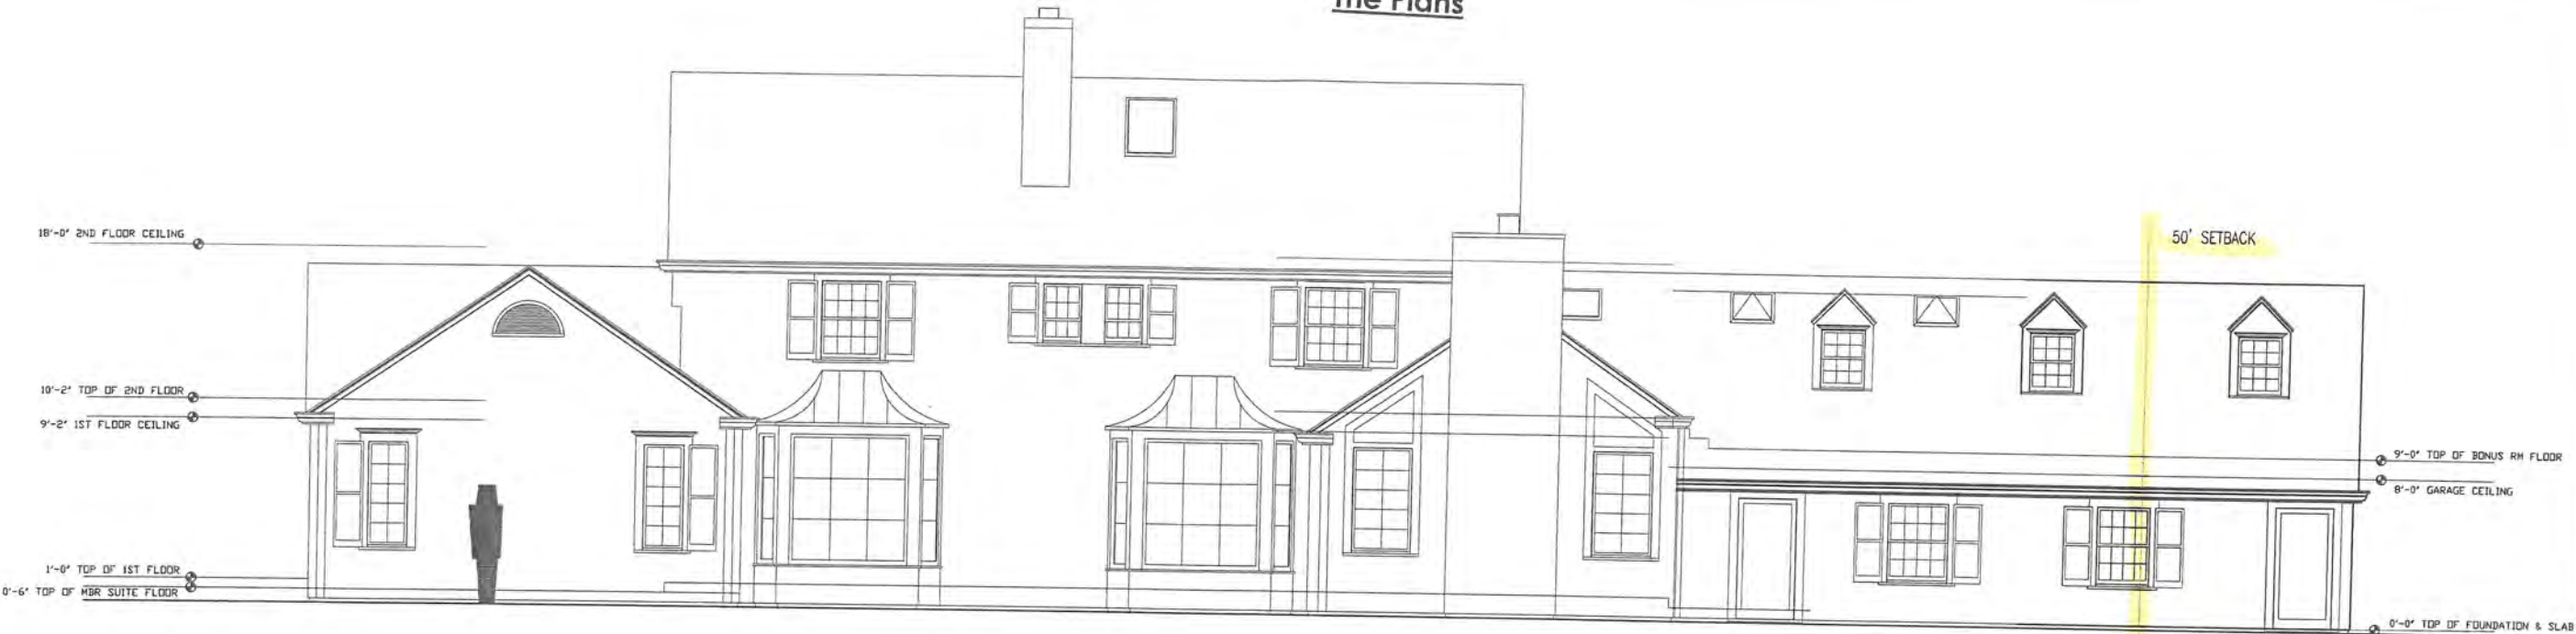 The Plans
18'-0" 2ND FLOOR CEILING
50' SETBACK
10'-2" TOP OF 2ND FLOOR
9'-2" 1ST FLOOR CEILING
9'-0" TOP OF BONUS RM FLOOR
8'-0" GARAGE CEILING
1'-0" TOP OF 1ST FLOOR
0'-6" TOP OF MBR SUITE FLOOR
0'-0" TOP OF FOUNDATION & SLAB